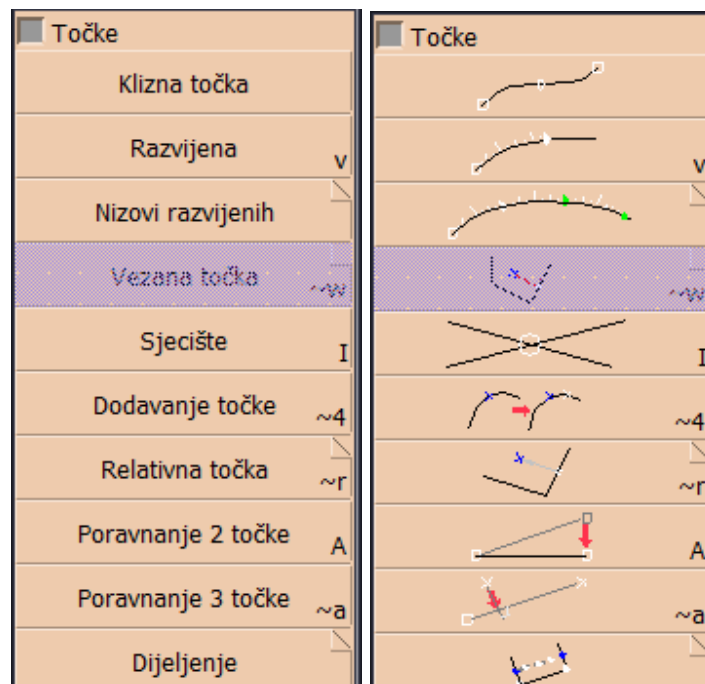 Točke
Klizna točka
Razvijena v
Nizovi razvijenih
Vezana točka ~w
Sjecište I
Dodavanje točke ~4
Relativna točka ~r
Poravnanje 2 točke A
Poravnanje 3 točke ~a
Dijeljenje
Točke
v
~w
I
~4
~r
A
~a